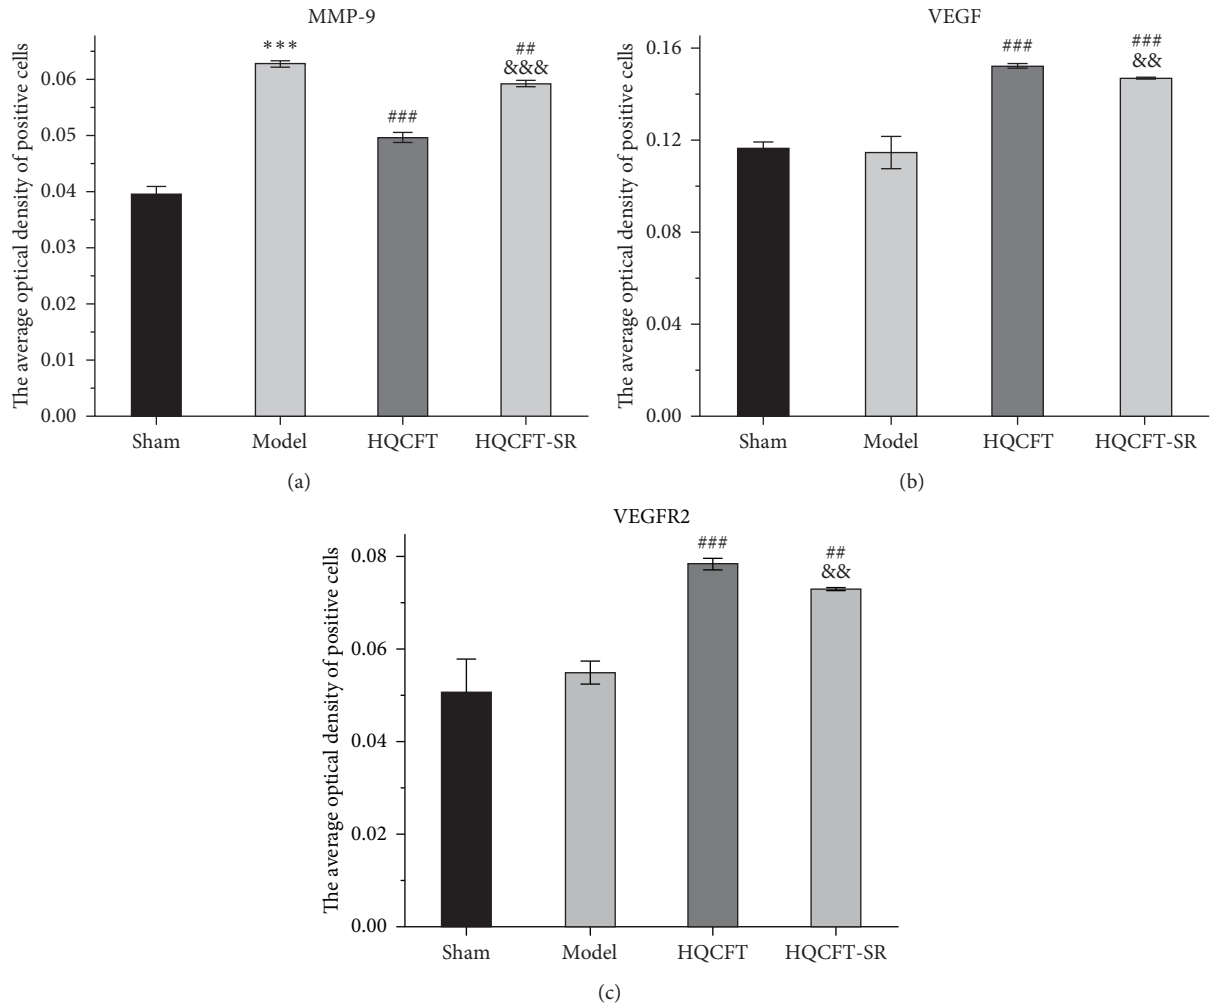 MMP-9
The average optical density of positive cells
0.06
0.05
0.04
0.03
0.02
0.01
0.00
***
###
##
&&&
Sham Model HQCFT HQCFT-SR
(a)
VEGF
The average optical density of positive cells
0.16
0.12
0.08
0.04
0.00
###
###
&&
Sham Model HQCFT HQCFT-SR
(b)
VEGFR2
The average optical density of positive cells
0.08
0.06
0.04
0.02
0.00
###
##
&&
Sham Model HQCFT HQCFT-SR
(c)